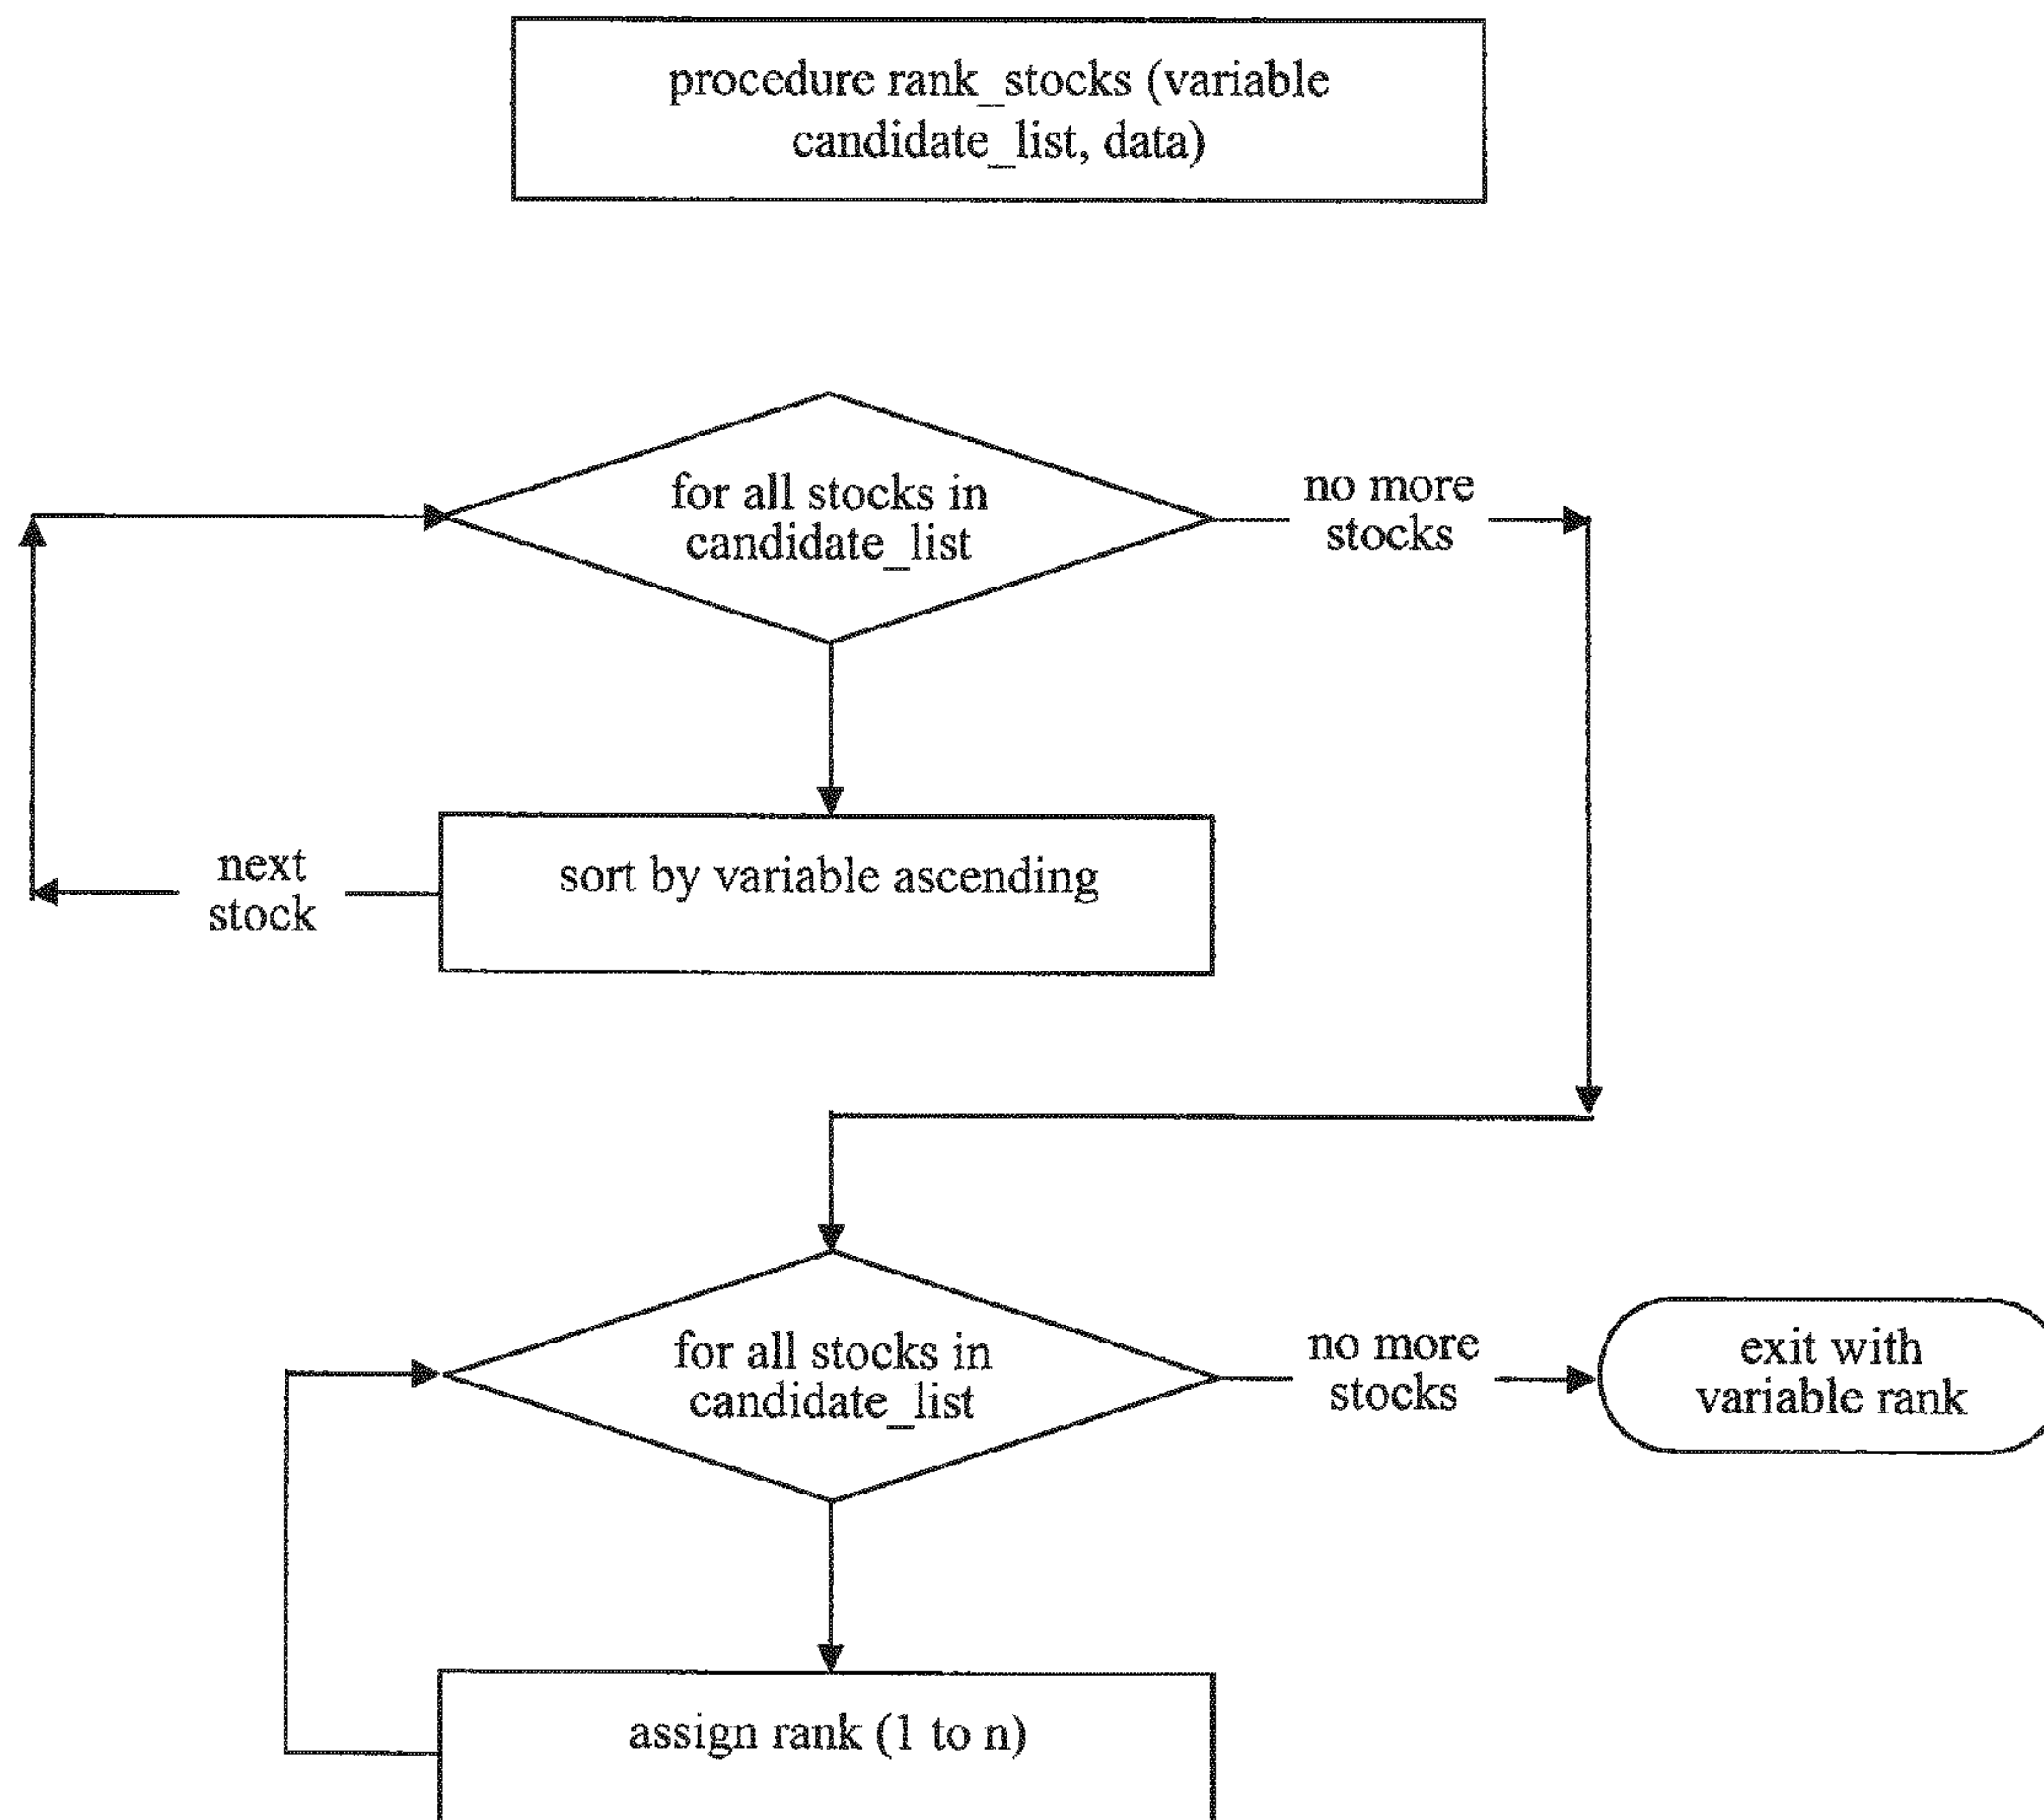 procedure rank_stocks (variable
candidate_list, data)
for all stocks in
candidate_list
no more
stocks
next
stock
sort by variable ascending
for all stocks in
candidate_list
no more
stocks
exit with
variable rank
assign rank (1 to n)